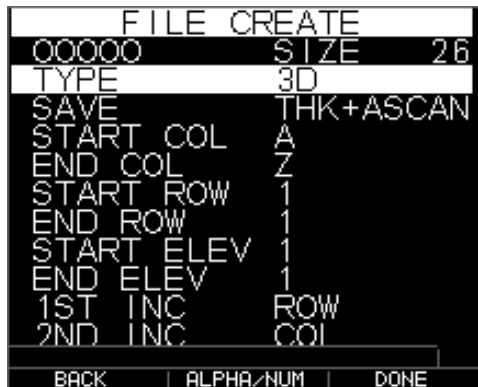 FILE CREATE
00000 SIZE 26
TYPE 3D
SAVE THK+ASCAN
START COL A
END COL Z
START ROW 1
END ROW 1
START ELEV 1
END ELEV 1
1ST INC ROW
2ND INC COL
BACK | ALPHA/NUM | DONE